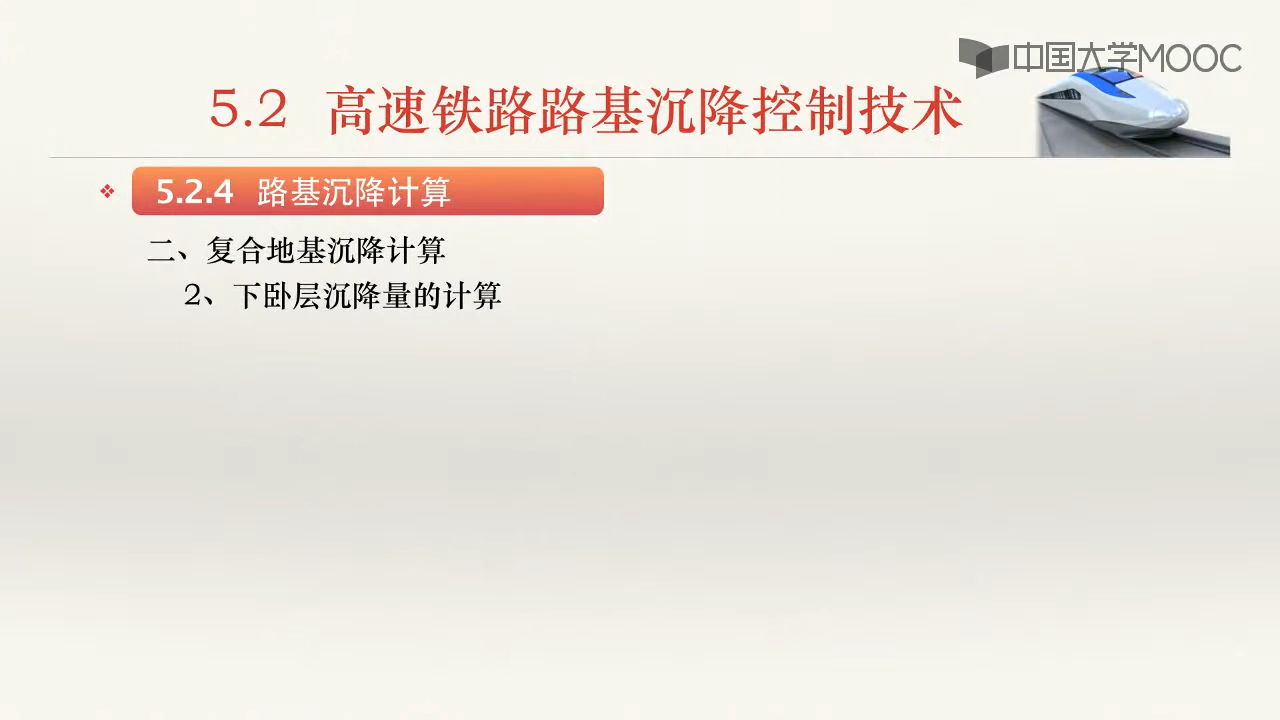 中国大学MOOC
5.2 高速铁路路基沉降控制技术
5.2.4 路基沉降计算
二、复合地基沉降计算
2、下卧层沉降量的计算